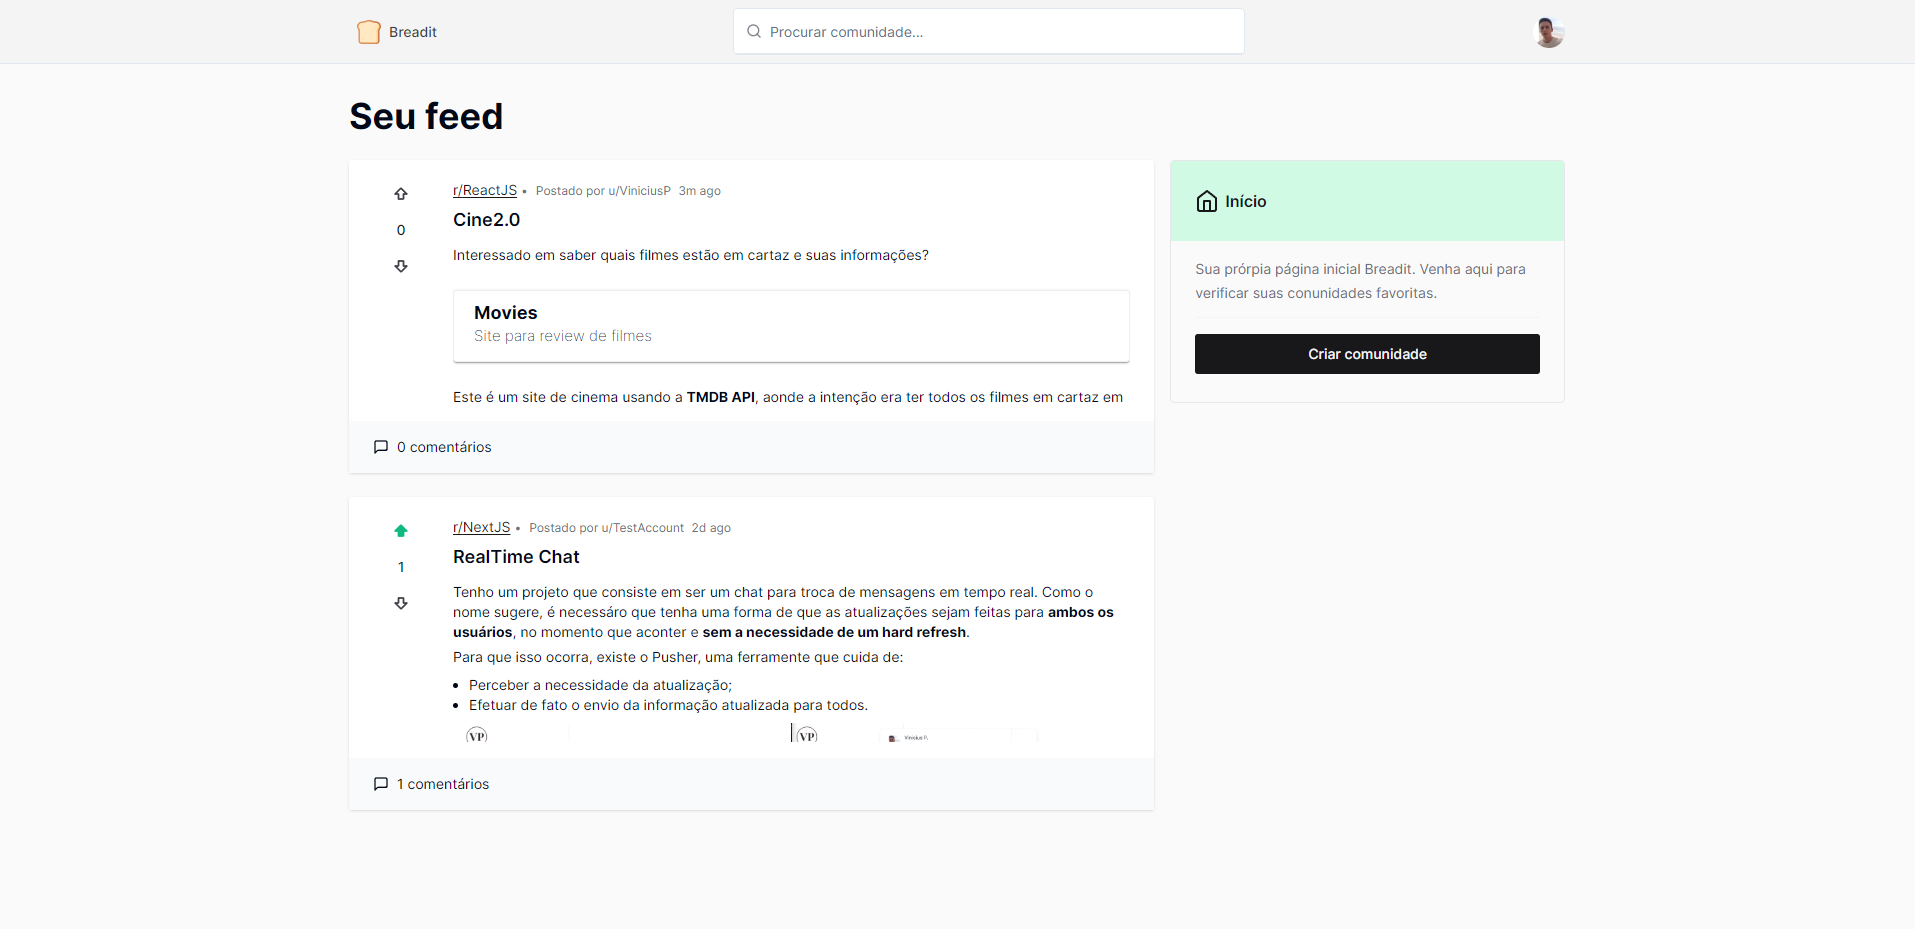 Breadit
Procurar comunidade...
Seu feed
r/ReactJS • Postado por u/ViniciusP 3m ago
Cine2.0
0
Interessado em saber quais filmes estão em cartaz e suas informações?
Movies
Site para review de filmes
Este é um site de cinema usando a TMDB API, aonde a intenção era ter todos os filmes em cartaz em
0 comentários
r/NextJS • Postado por u/TestAccount 2d ago
RealTime Chat
1
Tenho um projeto que consiste em ser um chat para troca de mensagens em tempo real. Como o
nome sugere, é necessáro que tenha uma forma de que as atualizações sejam feitas para ambos os
usuários, no momento que aconter e sem a necessidade de um hard refresh.
Para que isso ocorra, existe o Pusher, uma ferramente que cuida de:
• Perceber a necessidade da atualização;
• Efetuar de fato o envio da informação atualizada para todos.
VP
VP
Vinicius P.
1 comentários
Início
Sua prórpia página inicial Breadit. Venha aqui para
verificar suas conunidades favoritas.
Criar comunidade